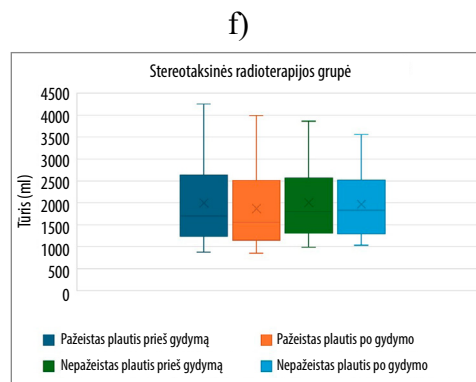 f)
Stereotaksinės radioterapijos grupė
Tūris (ml)
4500
4000
3500
3000
2500
2000
1500
1000
500
0
Pažeistas plautis prieš gydymą
Pažeistas plautis po gydymo
Nepažeistas plautis prieš gydymą
Nepažeistas plautis po gydymo